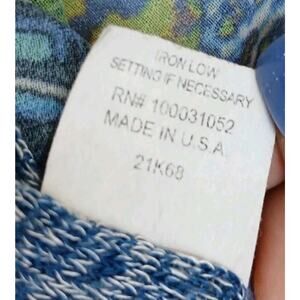 IRON LOW
SETTING IF NECESSARY
RN# 100031052
MADE IN U.S.A.
21K68